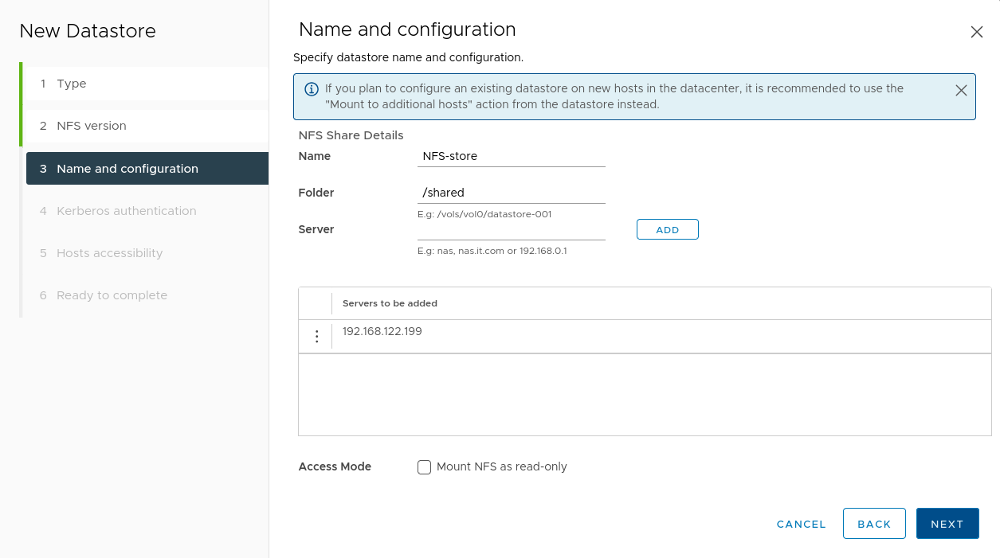 New Datastore
1 Type
2 NFS version
3 Name and configuration
4 Kerberos authentication
5 Hosts accessibility
6 Ready to complete
Name and configuration
Specify datastore name and configuration.
If you plan to configure an existing datastore on new hosts in the datacenter, it is recommended to use the
"Mount to additional hosts" action from the datastore instead.
NFS Share Details
Name NFS-store
Folder /shared
E.g: /vols/vol0/datastore-001
Server ADD
E.g: nas, nas.it.com or 192.168.0.1
Servers to be added
192.168.122.199
Access Mode Mount NFS as read-only
CANCEL BACK NEXT